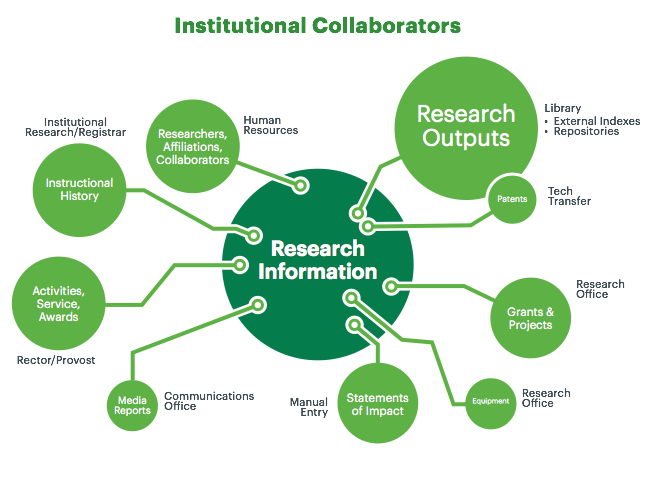 Institutional Collaborators
Research
Outputs
Library
• External Indexes
• Repositories
Human
Resources
Researchers,
Affiliations,
Collaborators
Institutional
Research/Registrar
Instructional
History
Patents
Tech
Transfer
Research
Information
Activities,
Service,
Awards
Rector/Provost
Research
Office
Grants &
Projects
Media
Reports
Communications
Office
Manual
Entry
Statements
of Impact
Equipment
Research
Office